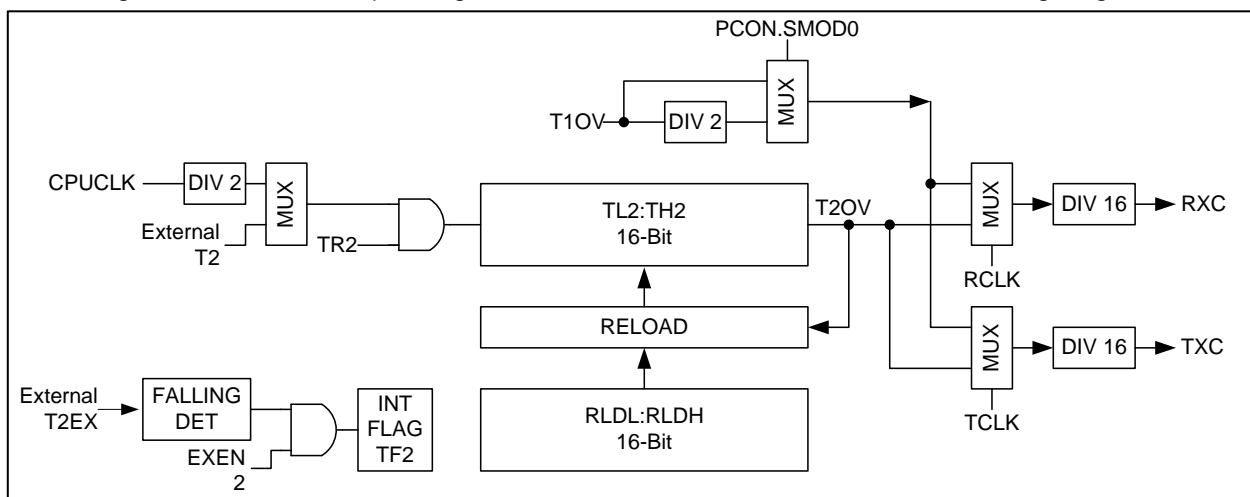 PCON.SMOD0
MUX
T1OV
DIV 2
CPUCLK
DIV 2
MUX
External
T2
TR2
TL2:TH2
16-Bit
T2OV
MUX
DIV 16
RXC
RCLK
RELOAD
MUX
DIV 16
TXC
TCLK
External
T2EX
FALLING
DET
EXEN
2
INT
FLAG
TF2
RLDL:RLDH
16-Bit